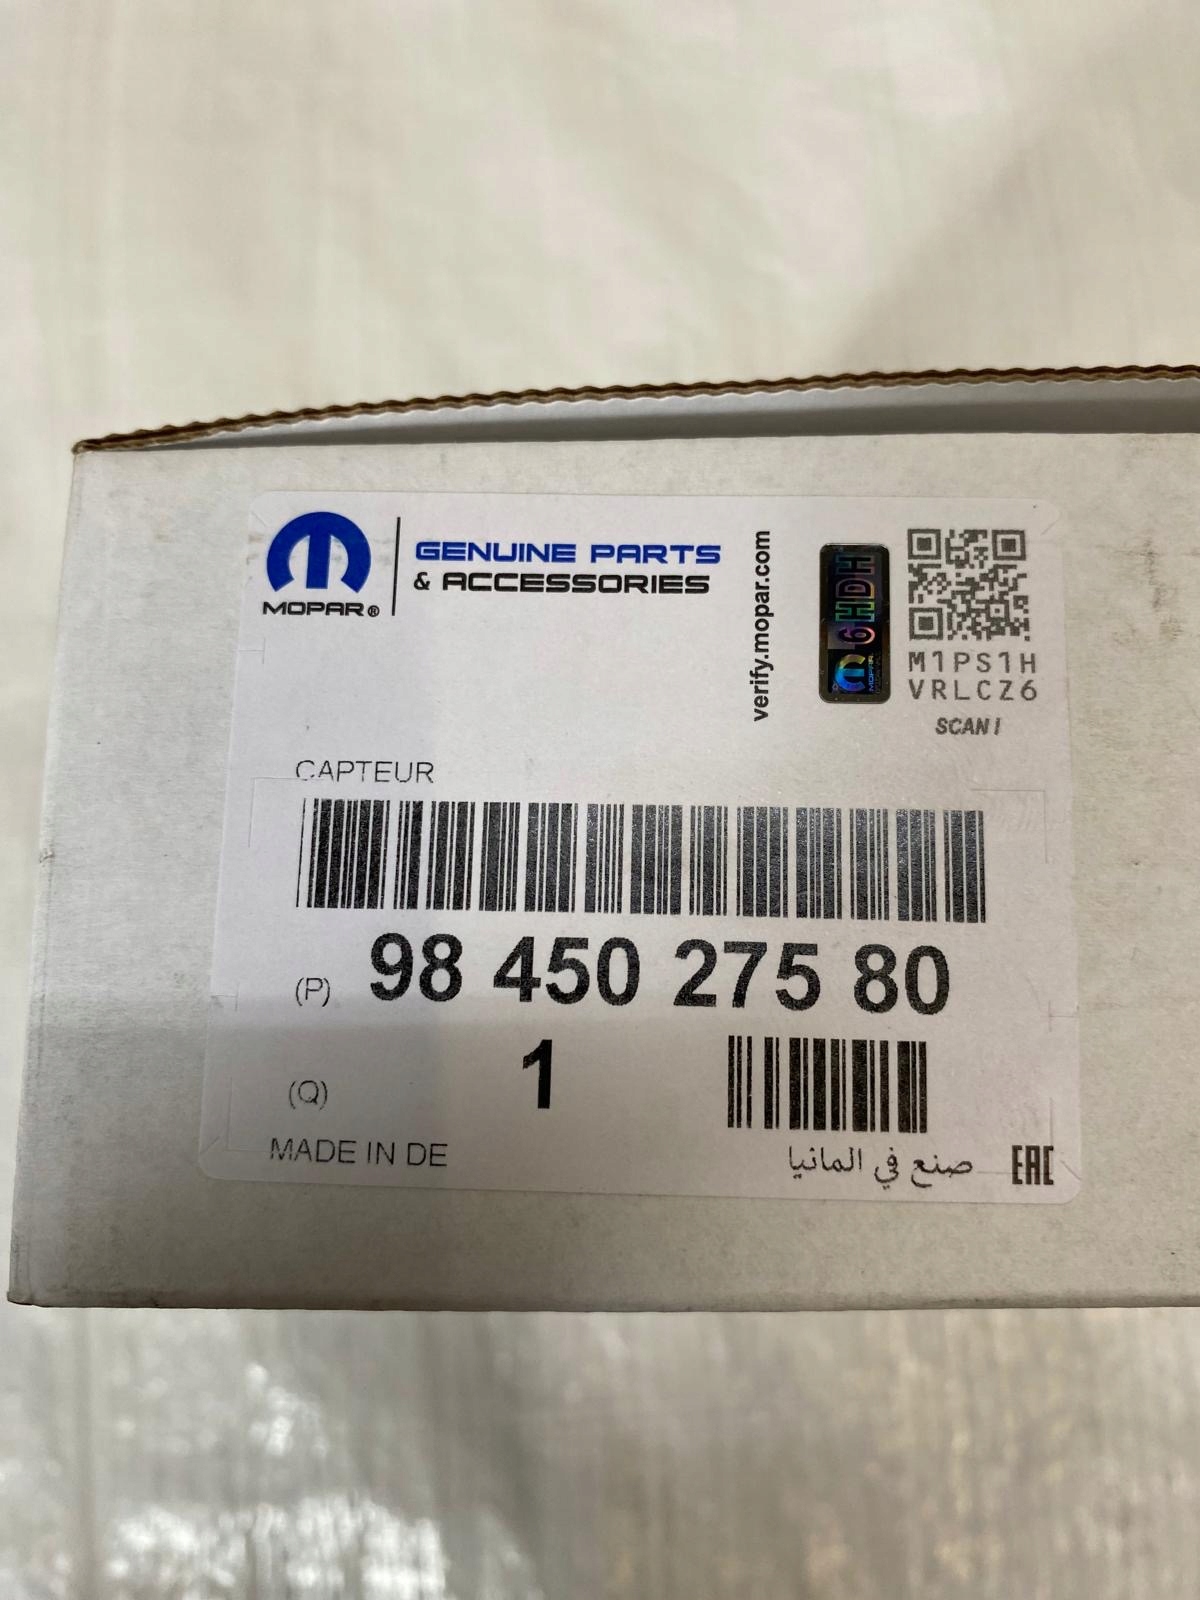 MOPAR®
GENUINE PARTS
& ACCESSORIES
verify.mopar.com
6HDH
MOPAR
M1PS1H
VRLCZ6
SCAN!
CAPTEUR
(P) 98 450 275 80
(Q) 1
MADE IN DE
صنع في المانيا
EAC